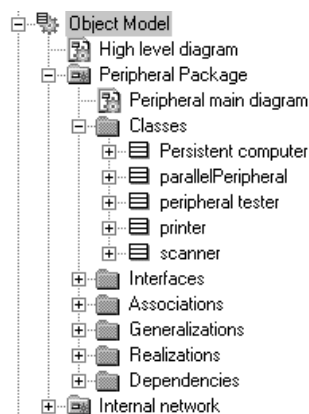 Object Model
High level diagram
Peripheral Package
Peripheral main diagram
Classes
Persistent computer
parallelPeripheral
peripheral tester
printer
scanner
Interfaces
Associations
Generalizations
Realizations
Dependencies
Internal network